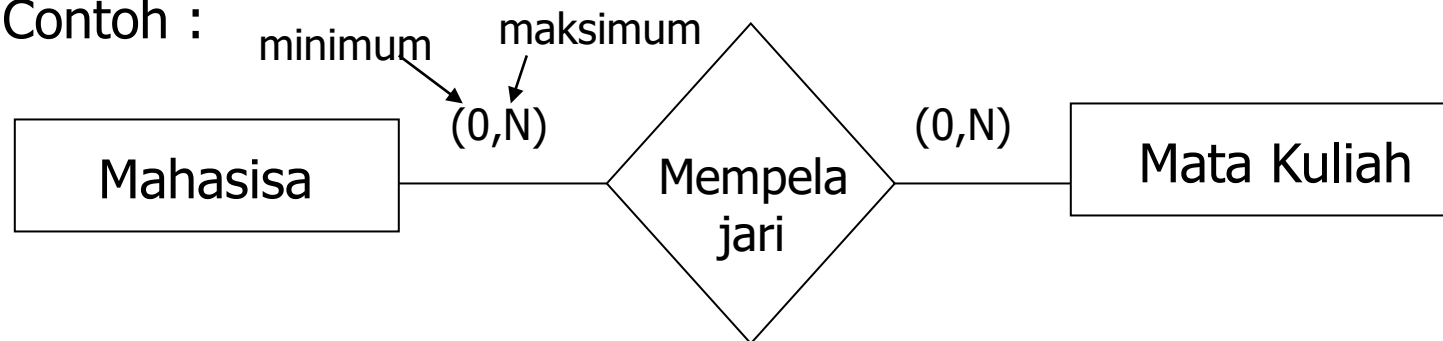 Contoh :
minimum
maksimum
(0,N)
(0,N)
Mahasisa
Mempela
jari
Mata Kuliah